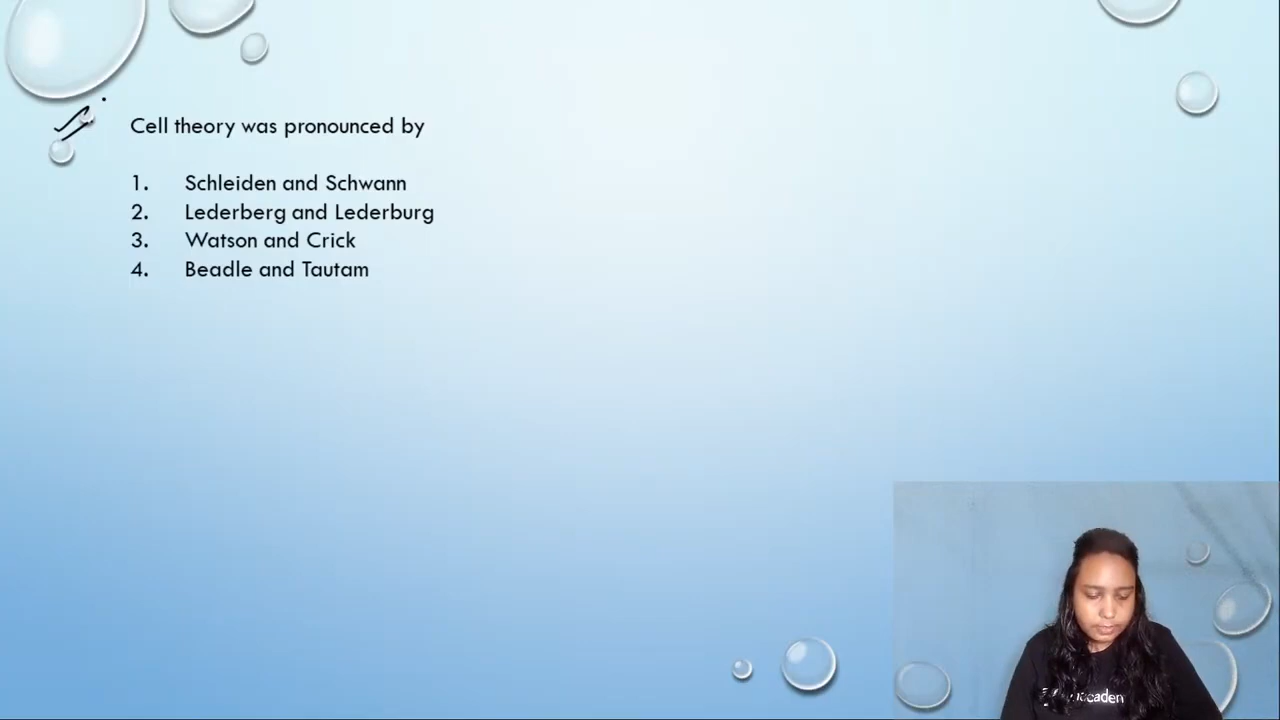 Cell theory was pronounced by
1. Schleiden and Schwann
2. Lederberg and Lederburg
3. Watson and Crick
4. Beadle and Tautam